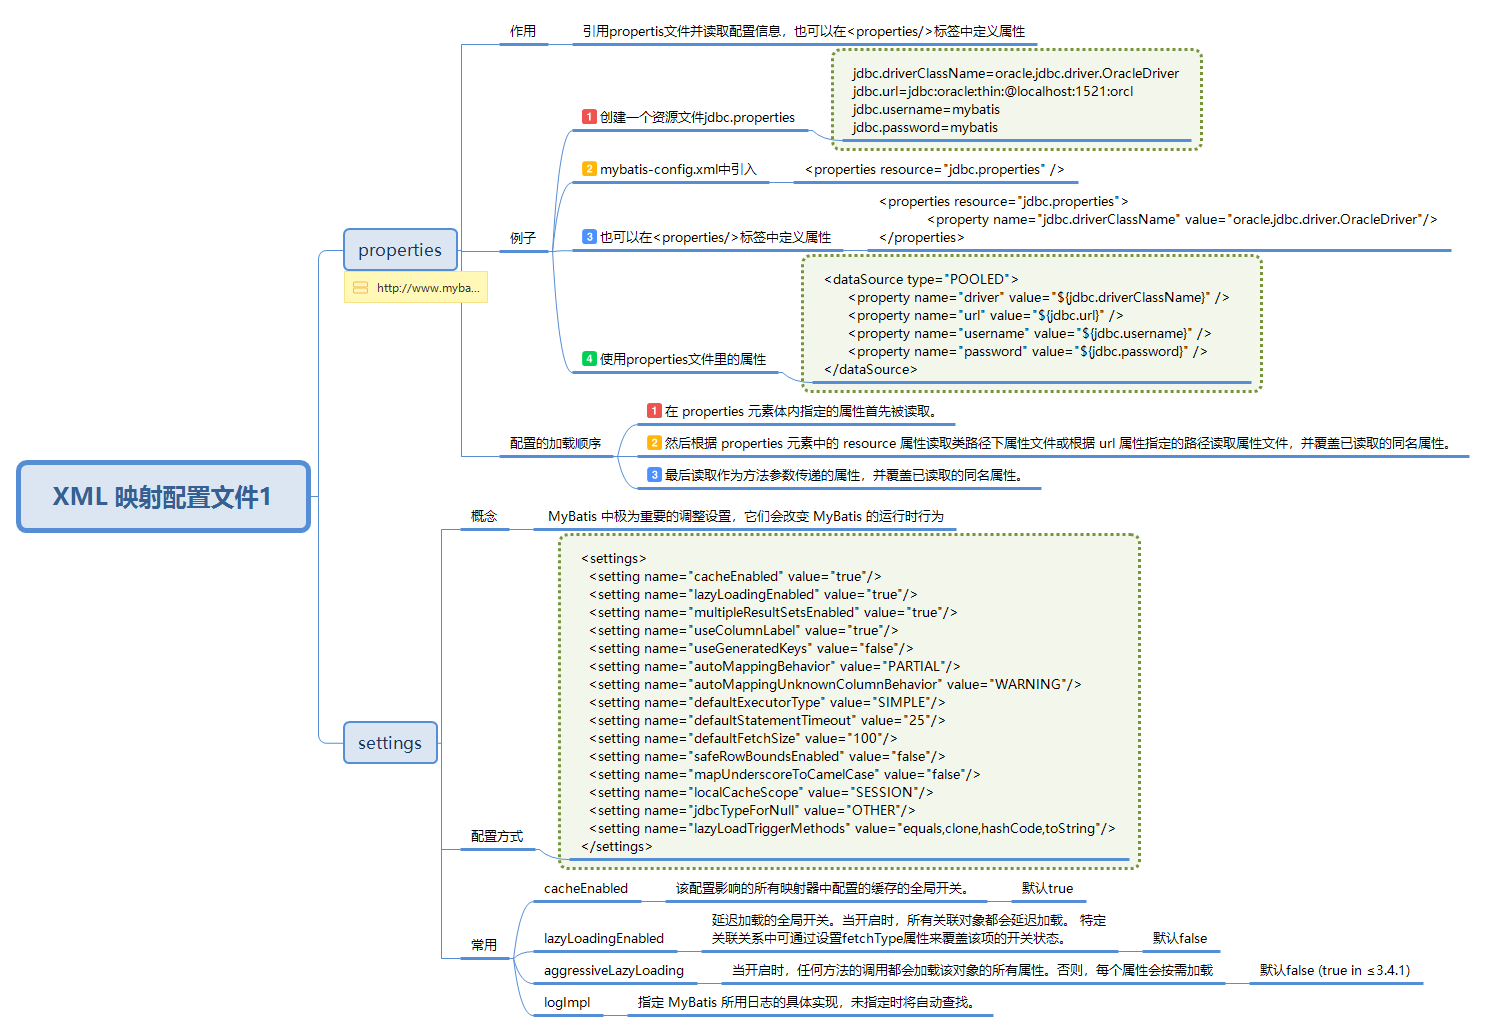 XML 映射配置文件1
properties
http://www.myba...
作用
引用propertis文件并读取配置信息，也可以在<properties/>标签中定义属性
例子
1 创建一个资源文件jdbc.properties
jdbc.driverClassName=oracle.jdbc.driver.OracleDriver
jdbc.url=jdbc:oracle:thin:@localhost:1521:orcl
jdbc.username=mybatis
jdbc.password=mybatis
2 mybatis-config.xml中引入
<properties resource="jdbc.properties" />
3 也可以在<properties/>标签中定义属性
<properties resource="jdbc.properties">
<property name="jdbc.driverClassName" value="oracle.jdbc.driver.OracleDriver"/>
</properties>
4 使用properties文件里的属性
<dataSource type="POOLED">
<property name="driver" value="${jdbc.driverClassName}" />
<property name="url" value="${jdbc.url}" />
<property name="username" value="${jdbc.username}" />
<property name="password" value="${jdbc.password}" />
</dataSource>
配置的加载顺序
1 在 properties 元素体内指定的属性首先被读取。
2 然后根据 properties 元素中的 resource 属性读取类路径下属性文件或根据 url 属性指定的路径读取属性文件，并覆盖已读取的同名属性。
3 最后读取作为方法参数传递的属性，并覆盖已读取的同名属性。
settings
概念
MyBatis 中极为重要的调整设置，它们会改变 MyBatis 的运行时行为
配置方式
<settings>
<setting name="cacheEnabled" value="true"/>
<setting name="lazyLoadingEnabled" value="true"/>
<setting name="multipleResultSetsEnabled" value="true"/>
<setting name="useColumnLabel" value="true"/>
<setting name="useGeneratedKeys" value="false"/>
<setting name="autoMappingBehavior" value="PARTIAL"/>
<setting name="autoMappingUnknownColumnBehavior" value="WARNING"/>
<setting name="defaultExecutorType" value="SIMPLE"/>
<setting name="defaultStatementTimeout" value="25"/>
<setting name="defaultFetchSize" value="100"/>
<setting name="safeRowBoundsEnabled" value="false"/>
<setting name="mapUnderscoreToCamelCase" value="false"/>
<setting name="localCacheScope" value="SESSION"/>
<setting name="jdbcTypeForNull" value="OTHER"/>
<setting name="lazyLoadTriggerMethods" value="equals,clone,hashCode,toString"/>
</settings>
常用
cacheEnabled
该配置影响的所有映射器中配置的缓存的全局开关。
默认true
lazyLoadingEnabled
延迟加载的全局开关。当开启时，所有关联对象都会延迟加载。 特定
关联关系中可通过设置fetchType属性来覆盖该项的开关状态。
默认false
aggressiveLazyLoading
当开启时，任何方法的调用都会加载该对象的所有属性。否则，每个属性会按需加载
默认false (true in ≤3.4.1)
logImpl
指定 MyBatis 所用日志的具体实现，未指定时将自动查找。